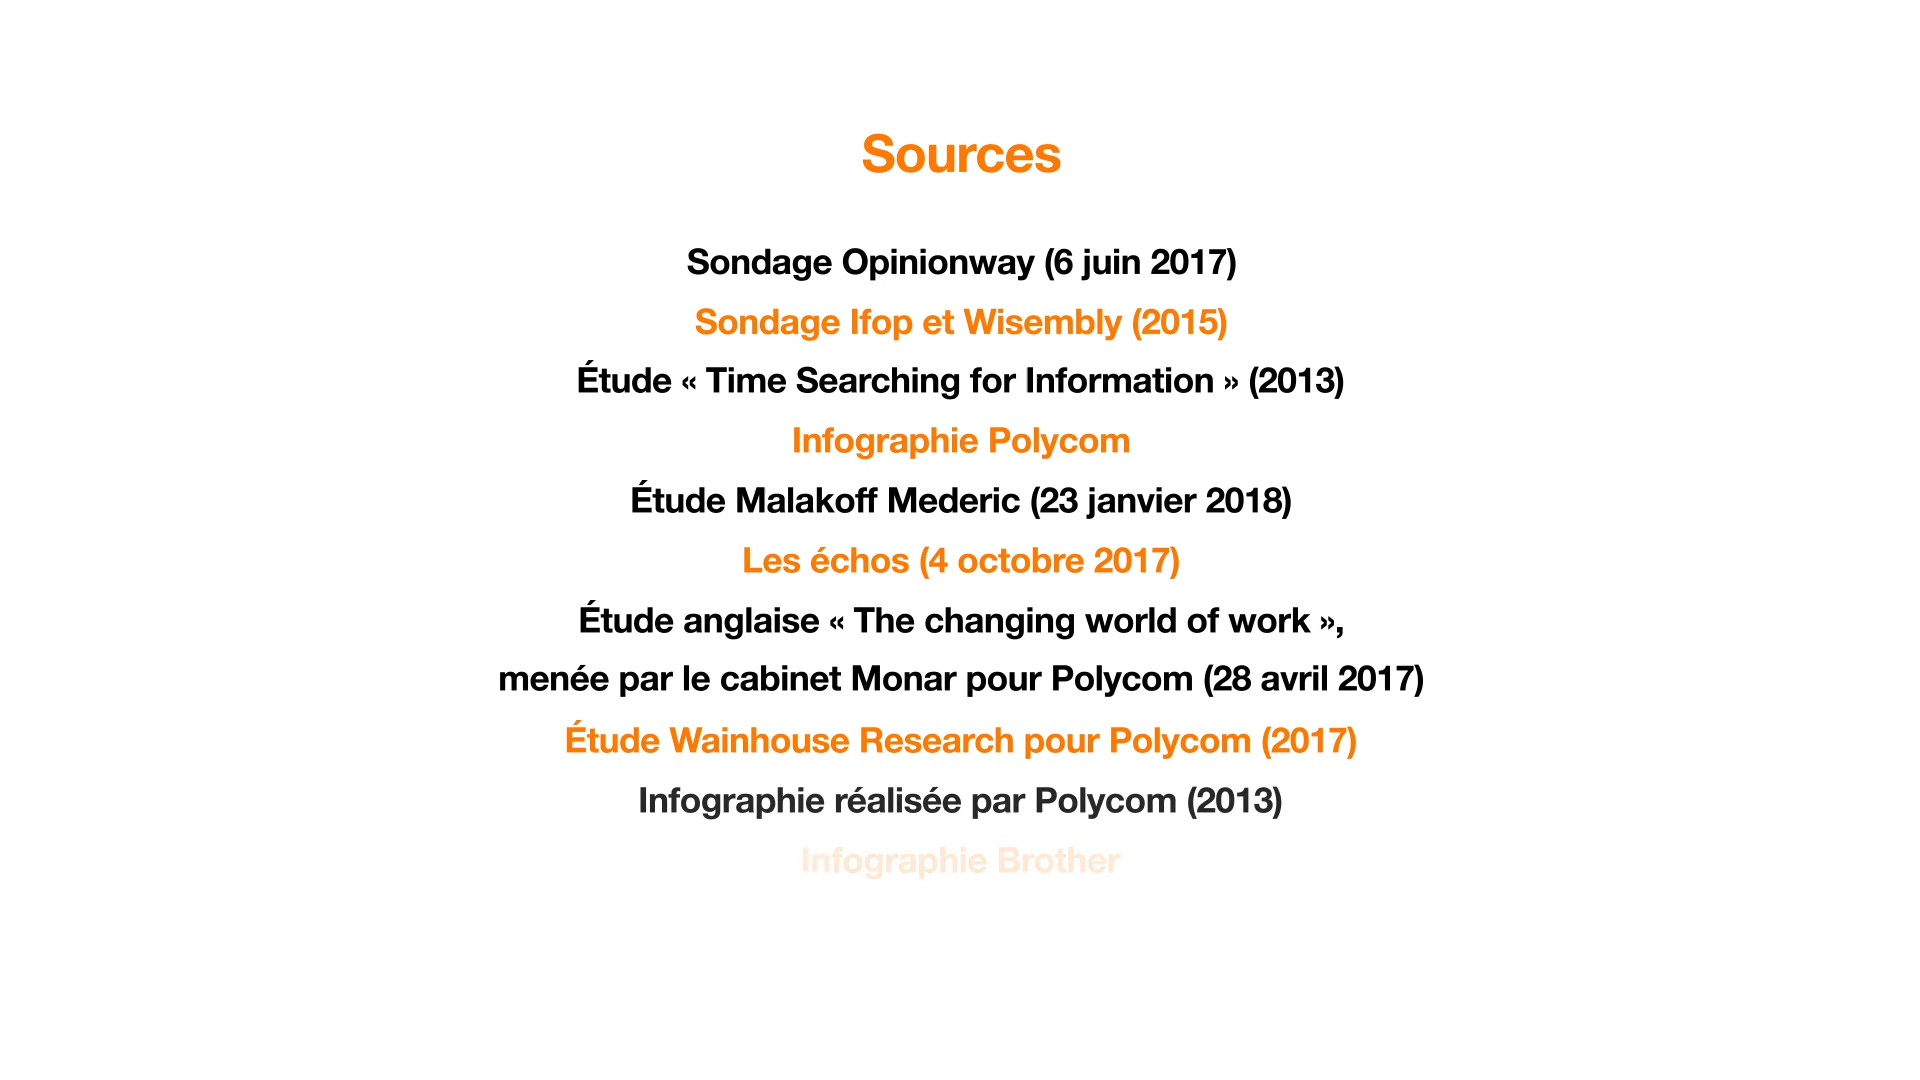 Sources
Sondage Opinionway (6 juin 2017)
Sondage Ifop et Wisembly (2015)
Étude « Time Searching for Information » (2013)
Infographie Polycom
Étude Malakoff Mederic (23 janvier 2018)
Les échos (4 octobre 2017)
Étude anglaise « The changing world of work »,
menée par le cabinet Monar pour Polycom (28 avril 2017)
Étude Wainhouse Research pour Polycom (2017)
Infographie réalisée par Polycom (2013)
Infographie Brother